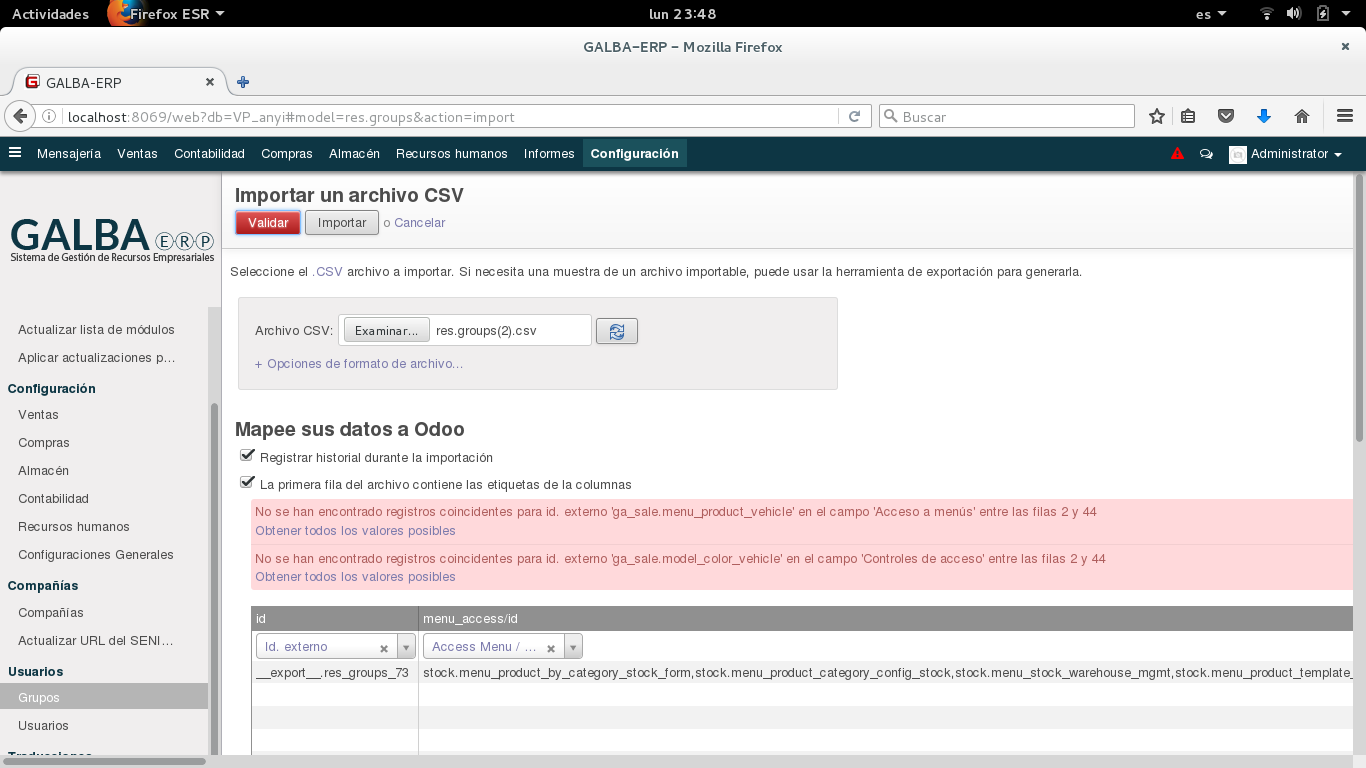 Actividades Firefox ESR lun 23:48 es
GALBA-ERP - Mozilla Firefox
GALBA-ERP
localhost:8069/web?db=VP_anyi#model=res.groups&action=import Buscar
Mensajería Ventas Contabilidad Compras Almacén Recursos humanos Informes Configuración Administrator
GALBA ERP
Sistema de Gestión de Recursos Empresariales
Actualizar lista de módulos
Aplicar actualizaciones p...
Configuración
Ventas
Compras
Almacén
Contabilidad
Recursos humanos
Configuraciones Generales
Compañías
Compañías
Actualizar URL del SENI...
Usuarios
Grupos
Usuarios
Traducciones
Importar un archivo CSV
Validar Importar o Cancelar
Seleccione el .CSV archivo a importar. Si necesita una muestra de un archivo importable, puede usar la herramienta de exportación para generarla.
Archivo CSV: Examinar... res.groups(2).csv
+ Opciones de formato de archivo...
Mapee sus datos a Odoo
Registrar historial durante la importación
La primera fila del archivo contiene las etiquetas de la columnas
No se han encontrado registros coincidentes para id. externo 'ga_sale.menu_product_vehicle' en el campo 'Acceso a menús' entre las filas 2 y 44
Obtener todos los valores posibles
No se han encontrado registros coincidentes para id. externo 'ga_sale.model_color_vehicle' en el campo 'Controles de acceso' entre las filas 2 y 44
Obtener todos los valores posibles
id menu_access/id
Id. externo Access Menu / ...
__export__.res_groups_73 stock.menu_product_by_category_stock_form,stock.menu_product_category_config_stock,stock.menu_stock_warehouse_mgmt,stock.menu_product_template_